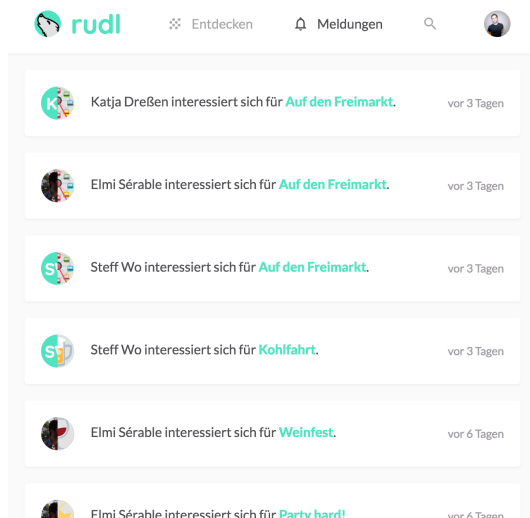 rudl Entdecken Meldungen
K Katja Dreßen interessiert sich für Auf den Freimarkt. vor 3 Tagen
Elmi Sérable interessiert sich für Auf den Freimarkt. vor 3 Tagen
S Steff Wo interessiert sich für Auf den Freimarkt. vor 3 Tagen
S Steff Wo interessiert sich für Kohlfahrt. vor 3 Tagen
Elmi Sérable interessiert sich für Weinfest. vor 6 Tagen
Elmi Sérable interessiert sich für Party hard! vor 6 Tagen